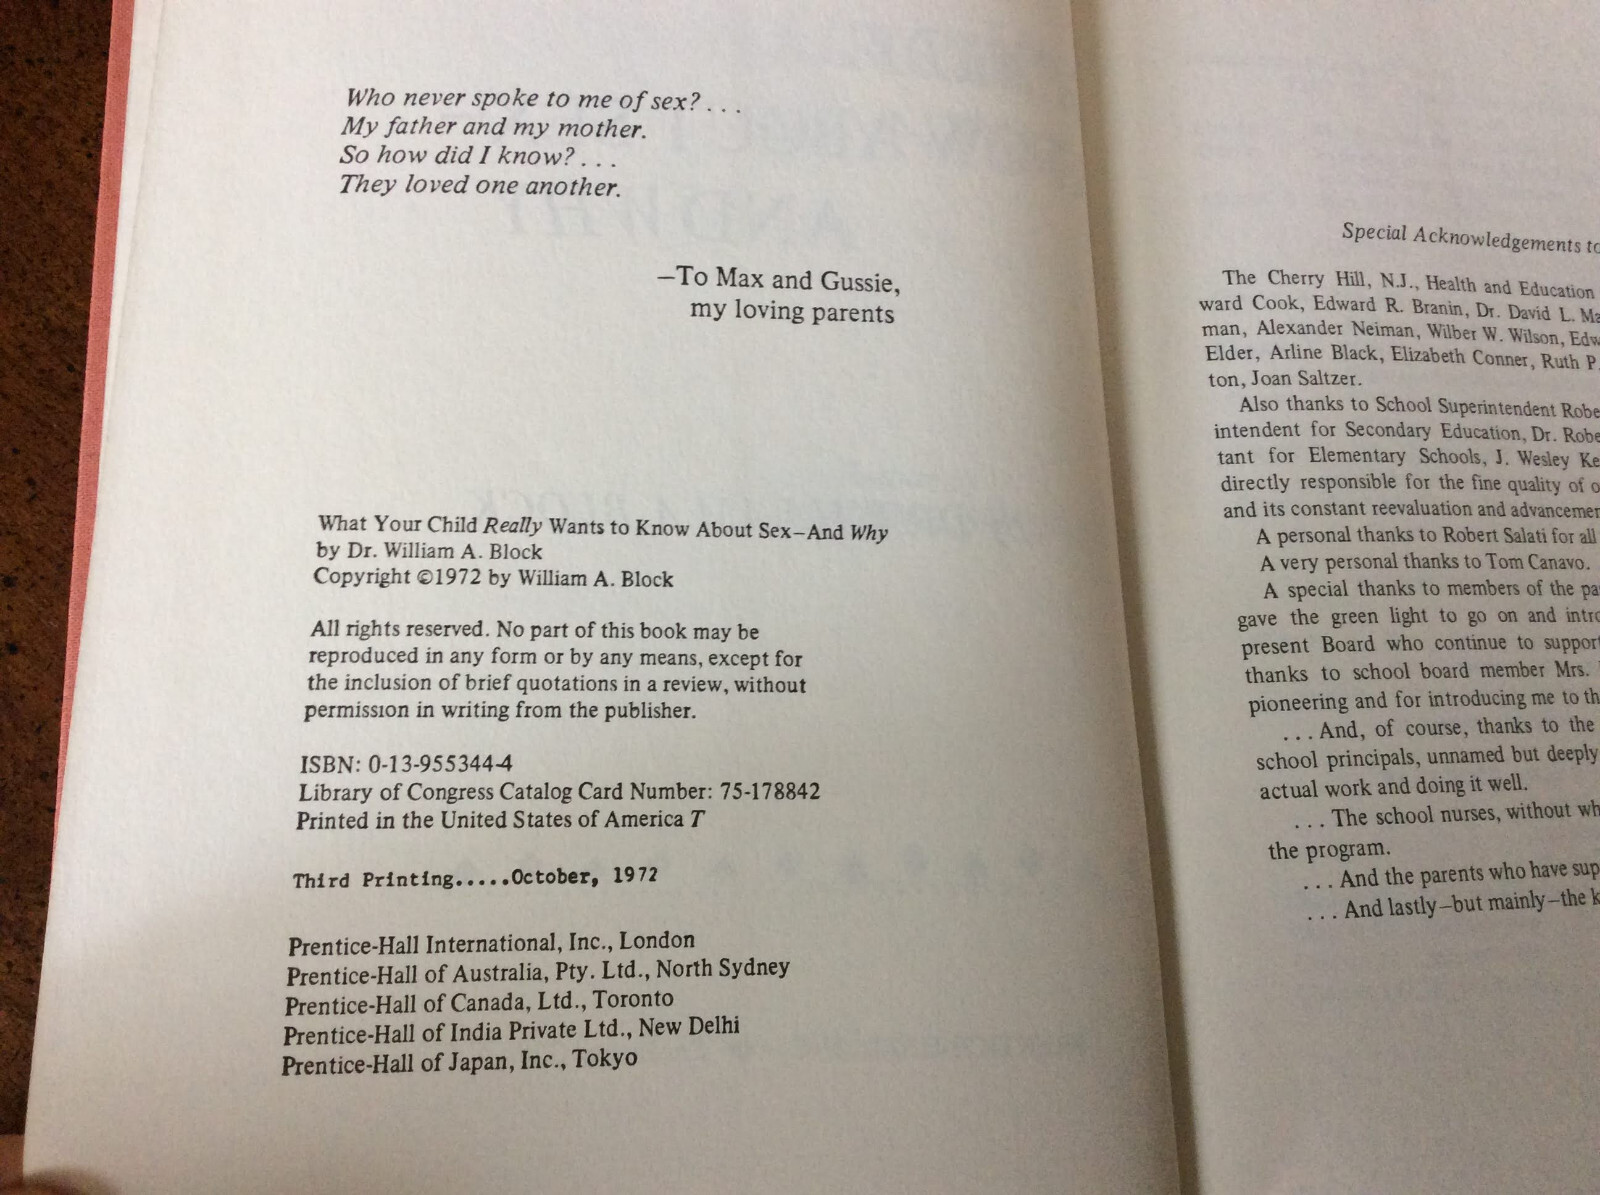 Who never spoke to me of sex? . . .
My father and my mother.
So how did I know? . . .
They loved one another.
—To Max and Gussie,
my loving parents
What Your Child Really Wants to Know About Sex—And Why
by Dr. William A. Block
Copyright ©1972 by William A. Block
All rights reserved. No part of this book may be
reproduced in any form or by any means, except for
the inclusion of brief quotations in a review, without
permission in writing from the publisher.
ISBN: 0-13-955344-4
Library of Congress Catalog Card Number: 75-178842
Printed in the United States of America T
Third Printing.....October, 1972
Prentice-Hall International, Inc., London
Prentice-Hall of Australia, Pty. Ltd., North Sydney
Prentice-Hall of Canada, Ltd., Toronto
Prentice-Hall of India Private Ltd., New Delhi
Prentice-Hall of Japan, Inc., Tokyo
Special Acknowledgements to
The Cherry Hill, N.J., Health and Education
ward Cook, Edward R. Branin, Dr. David L.
man, Alexander Neiman, Wilber W. Wilson,
Elder, Arline Black, Elizabeth Conner, Ruth P.
ton, Joan Saltzer.
Also thanks to School Superintendent
intendent for Secondary Education, Dr.
tant for Elementary Schools, J. Wesley
directly responsible for the fine quality of
and its constant reevaluation and
A personal thanks to Robert Salati for all
A very personal thanks to Tom Canavo.
A special thanks to members of the
gave the green light to go on and
present Board who continue to
thanks to school board member Mrs.
pioneering and for introducing me to
. . . And, of course, thanks to the
school principals, unnamed but deeply
actual work and doing it well.
. . . The school nurses, without
the program.
. . . And the parents who have
. . . And lastly—but mainly—the